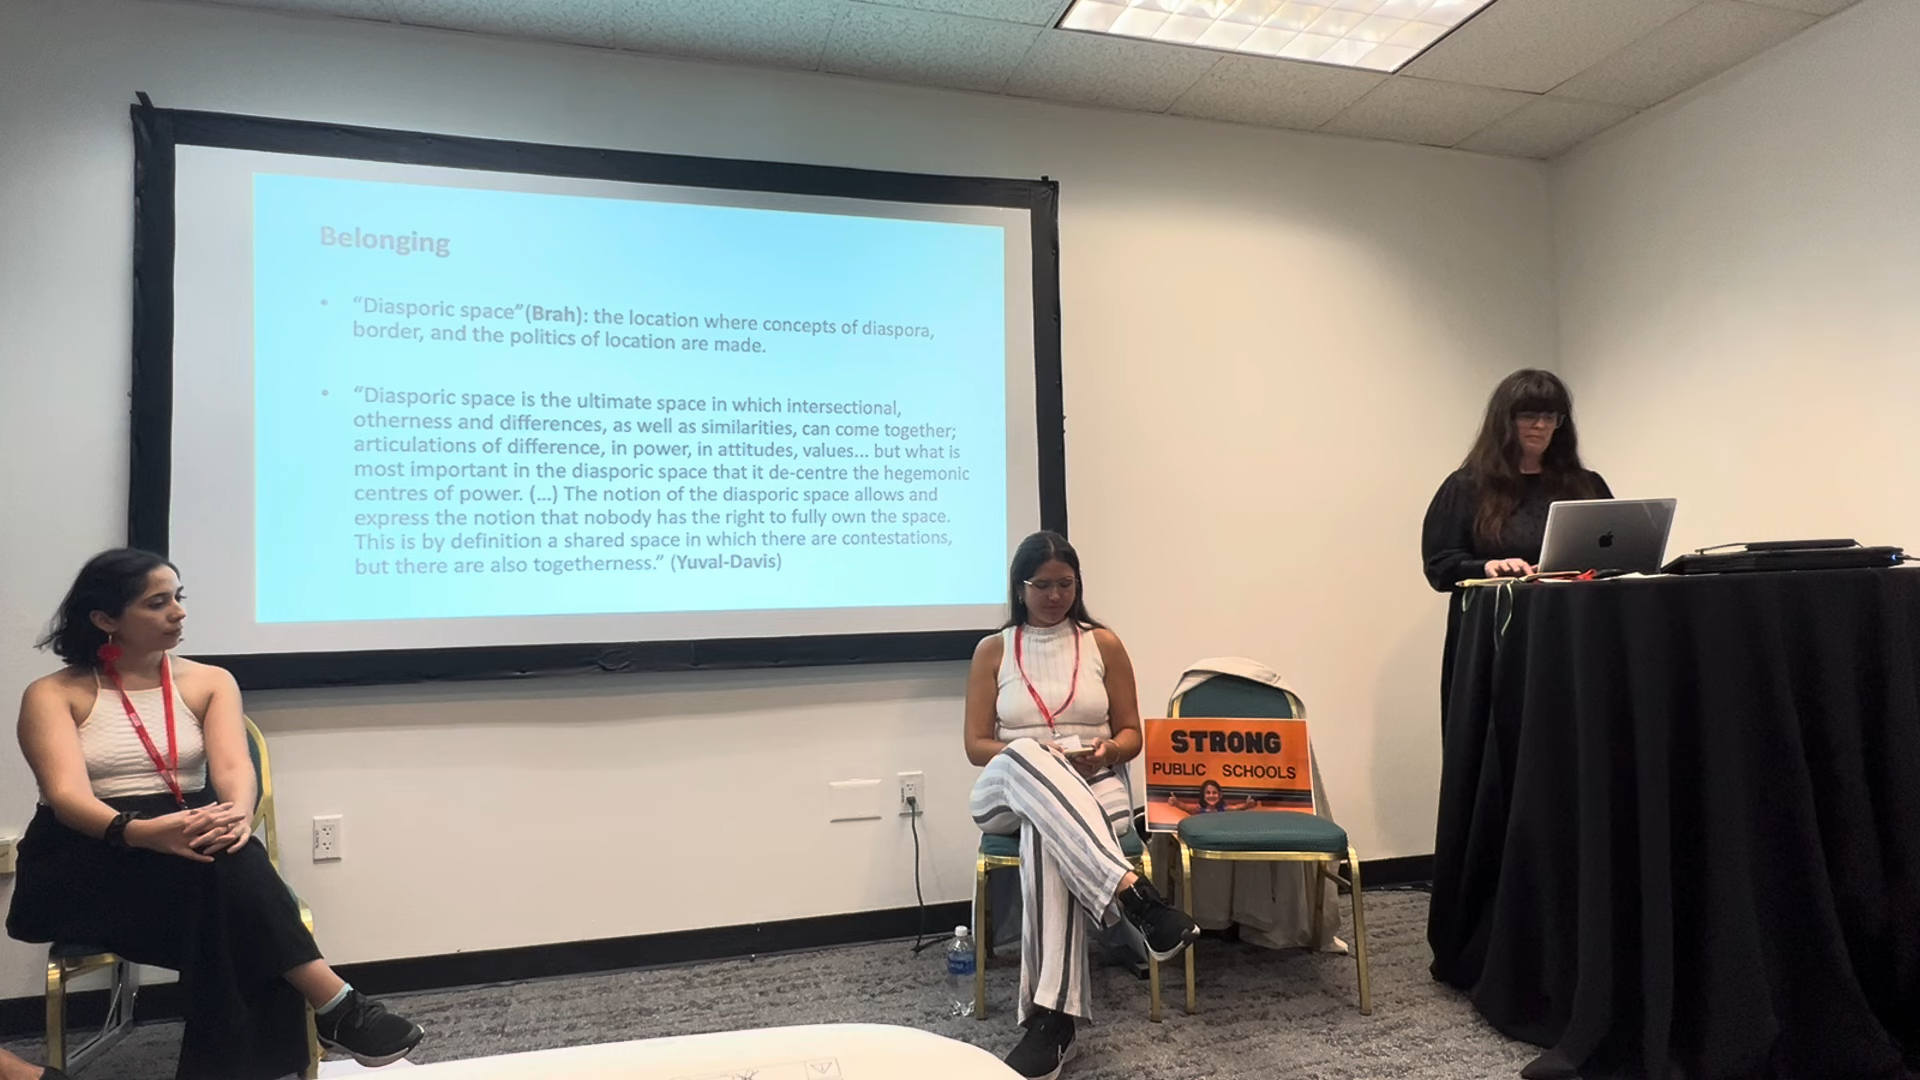 Belonging
• “Diasporic space”(Brah): the location where concepts of diaspora,
border, and the politics of location are made.
• “Diasporic space is the ultimate space in which intersectional,
otherness and differences, as well as similarities, can come together;
articulations of difference, in power, in attitudes, values... but what is
most important in the diasporic space that it de-centre the hegemonic
centres of power. (...) The notion of the diasporic space allows and
express the notion that nobody has the right to fully own the space.
This is by definition a shared space in which there are contestations,
but there are also togetherness.” (Yuval-Davis)
STRONG
PUBLIC SCHOOLS